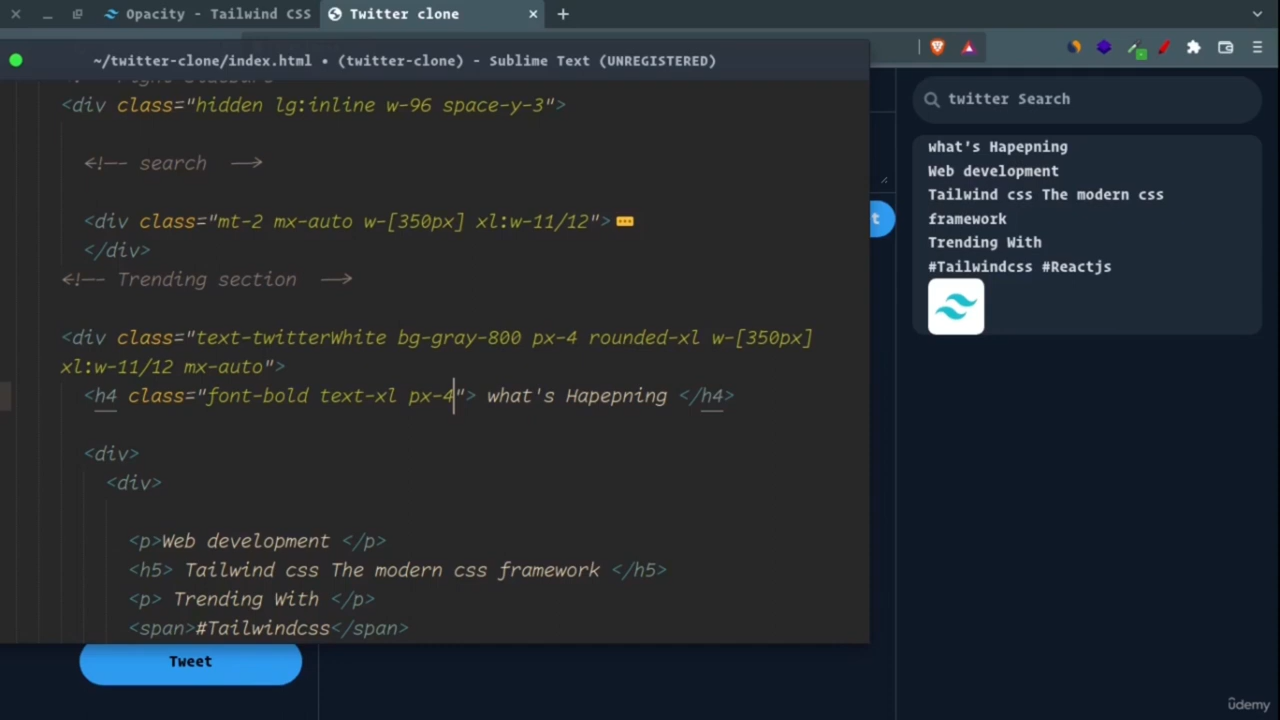 Opacity - Tailwind CSS
Twitter clone
~/twitter-clone/index.html • (twitter-clone) - Sublime Text (UNREGISTERED)
<div class="hidden lg:inline w-96 space-y-3">
<!-- search -->
<div class="mt-2 mx-auto w-[350px] xl:w-11/12">
</div>
<!-- Trending section -->
<div class="text-twitterWhite bg-gray-800 px-4 rounded-xl w-[350px]
xl:w-11/12 mx-auto">
<h4 class="font-bold text-xl px-4"> what's Hapepning </h4>
<div>
<div>
<p>Web development </p>
<h5> Tailwind css The modern css framework </h5>
<p> Trending With </p>
<span>#Tailwindcss</span>
Tweet
t
twitter Search
what's Hapepning
Web development
Tailwind css The modern css
framework
Trending With
#Tailwindcss #Reactjs
ûdemy